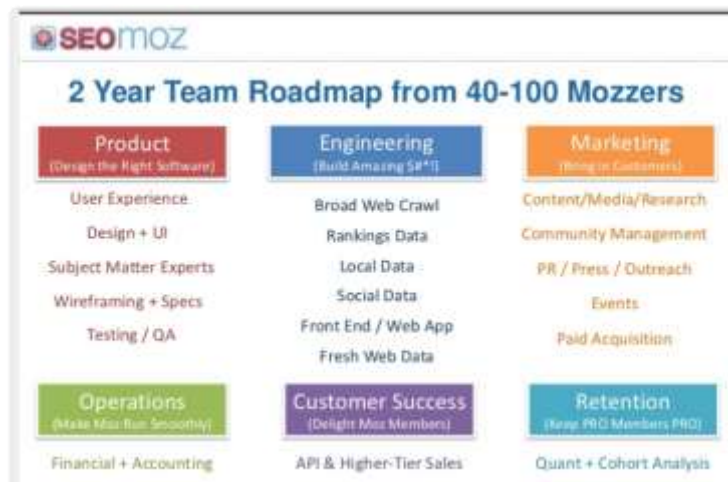 SEOMOZ
2 Year Team Roadmap from 40-100 Mozzers
Product
(Design the Right Software)
User Experience
Design + UI
Subject Matter Experts
Wireframing + Specs
Testing / QA
Engineering
(Build Amazing S#*!)
Broad Web Crawl
Rankings Data
Local Data
Social Data
Front End / Web App
Fresh Web Data
Marketing
(Bring in Customers)
Content/Media/Research
Community Management
PR / Press / Outreach
Events
Paid Acquisition
Operations
(Make Moz Run Smoothly)
Financial + Accounting
Customer Success
(Delight Moz Members)
API & Higher-Tier Sales
Retention
(Keep PRO Members PRO)
Quant + Cohort Analysis